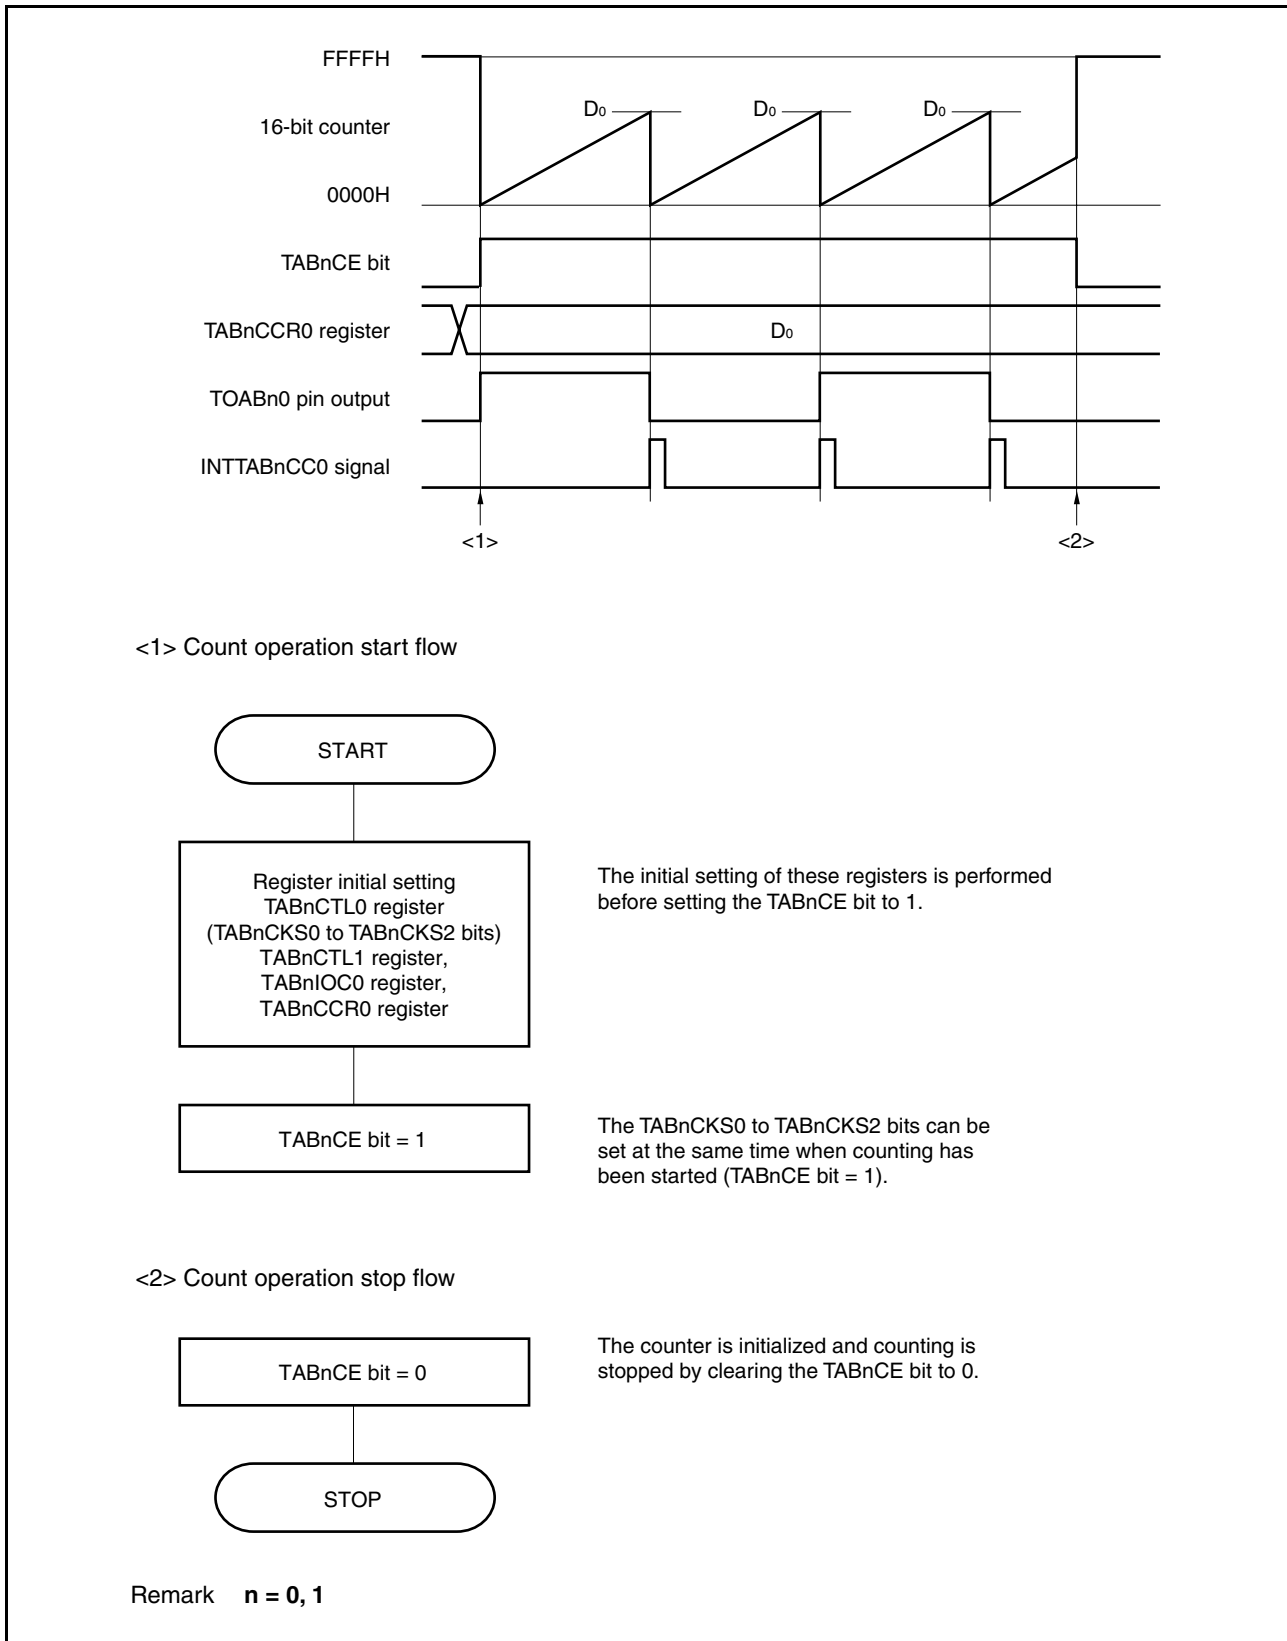 FFFFH
D0 D0 D0
16-bit counter
0000H
TABnCE bit
TABnCCR0 register D0
TOABn0 pin output
INTTABnCC0 signal
<1> <2>
<1> Count operation start flow
START
Register initial setting
TABnCTL0 register
(TABnCKS0 to TABnCKS2 bits)
TABnCTL1 register,
TABnIOC0 register,
TABnCCR0 register
The initial setting of these registers is performed
before setting the TABnCE bit to 1.
TABnCE bit = 1
The TABnCKS0 to TABnCKS2 bits can be
set at the same time when counting has
been started (TABnCE bit = 1).
<2> Count operation stop flow
TABnCE bit = 0
The counter is initialized and counting is
stopped by clearing the TABnCE bit to 0.
STOP
Remark n = 0, 1